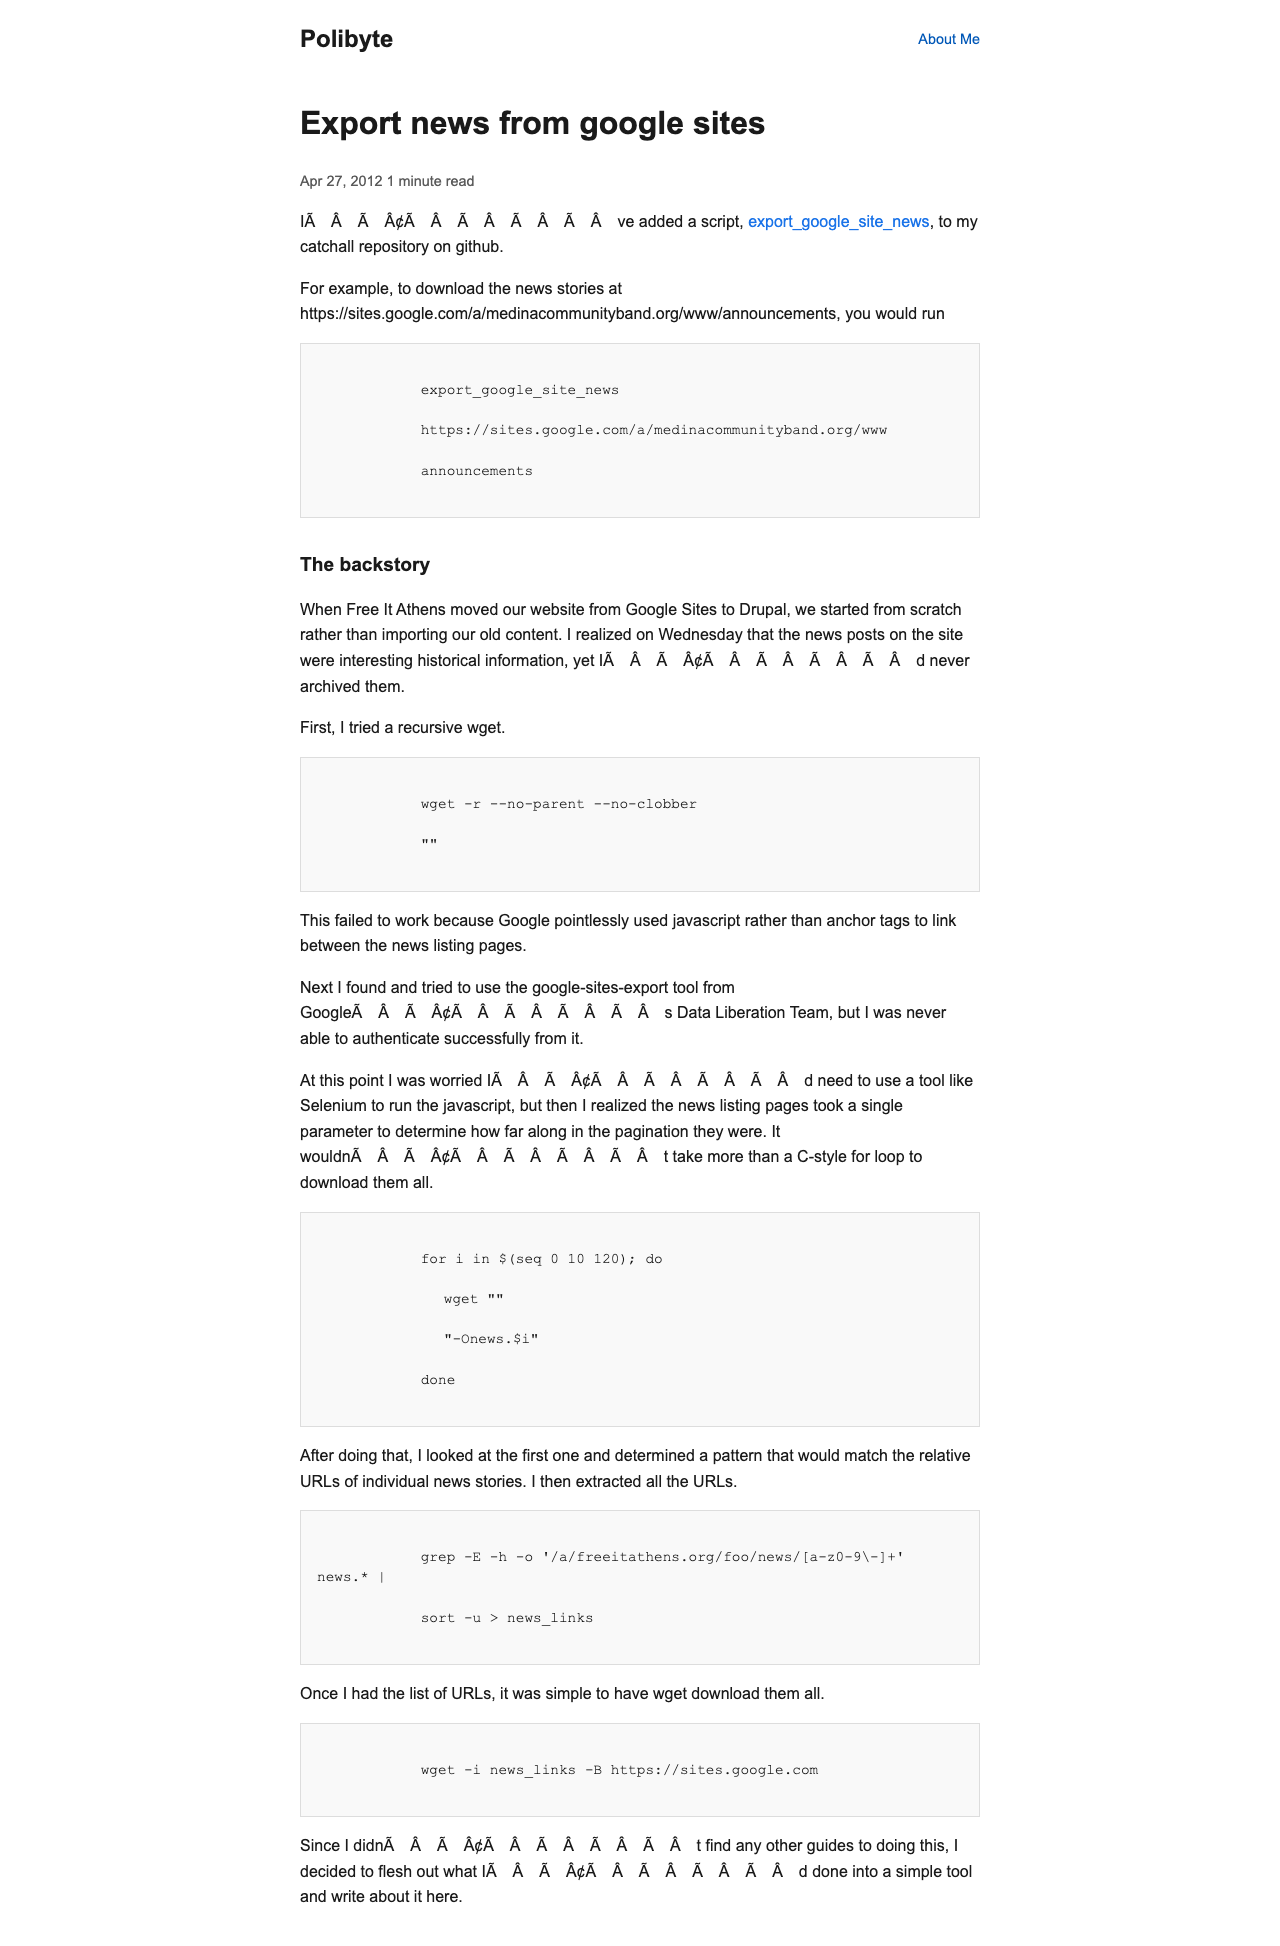 Polibyte
About Me
Export news from google sites
Apr 27, 2012 1 minute read
IÃ Â Ã Â¢Ã Â Ã Â Ã Â Ã Â ve added a script, export_google_site_news, to my
catchall repository on github.
For example, to download the news stories at
https://sites.google.com/a/medinacommunityband.org/www/announcements, you would run
export_google_site_news
https://sites.google.com/a/medinacommunityband.org/www
announcements
The backstory
When Free It Athens moved our website from Google Sites to Drupal, we started from scratch
rather than importing our old content. I realized on Wednesday that the news posts on the site
were interesting historical information, yet IÃ Â Ã Â¢Ã Â Ã Â Ã Â Ã Â d never
archived them.
First, I tried a recursive wget.
wget -r --no-parent --no-clobber
""
This failed to work because Google pointlessly used javascript rather than anchor tags to link
between the news listing pages.
Next I found and tried to use the google-sites-export tool from
GoogleÃ Â Ã Â¢Ã Â Ã Â Ã Â Ã Â s Data Liberation Team, but I was never
able to authenticate successfully from it.
At this point I was worried IÃ Â Ã Â¢Ã Â Ã Â Ã Â Ã Â d need to use a tool like
Selenium to run the javascript, but then I realized the news listing pages took a single
parameter to determine how far along in the pagination they were. It
wouldnÃ Â Ã Â¢Ã Â Ã Â Ã Â Ã Â t take more than a C-style for loop to
download them all.
for i in $(seq 0 10 120); do
wget ""
"-Onews.$i"
done
After doing that, I looked at the first one and determined a pattern that would match the relative
URLs of individual news stories. I then extracted all the URLs.
grep -E -h -o '/a/freeitathens.org/foo/news/[a-z0-9\-]+'
news.* |
sort -u > news_links
Once I had the list of URLs, it was simple to have wget download them all.
wget -i news_links -B https://sites.google.com
Since I didnÃ Â Ã Â¢Ã Â Ã Â Ã Â Ã Â t find any other guides to doing this, I
decided to flesh out what IÃ Â Ã Â¢Ã Â Ã Â Ã Â Ã Â d done into a simple tool
and write about it here.